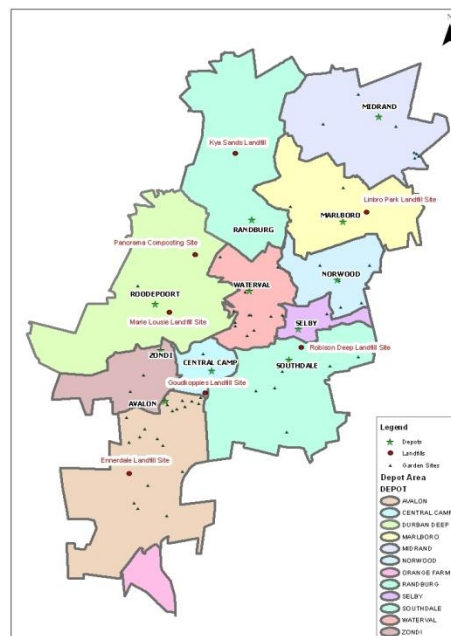 N
MIDRAND
Kya Sands Landfill
Linbro Park Landfill Site
MARLBORO
RANDBURG
Panorama Composting Site
NORWOOD
WATERVAL
ROODEPOORT
Marie Lousie Landfill Site
SELBY
Robison Deep Landfill Site
ZONDI
CENTRAL CAMP
SOUTHDALE
Goudkoppies Landfill Site
AVALON
Ennerdale Landfill Site
Legend
Depots
Landfills
Garden Sites
Depot Area
DEPOT
AVALON
CENTRAL CAMP
DURBAN DEEP
MARLBORO
MIDRAND
NORWOOD
ORANGE FARM
RANDBURG
SELBY
SOUTHDALE
WATERVAL
ZONDI